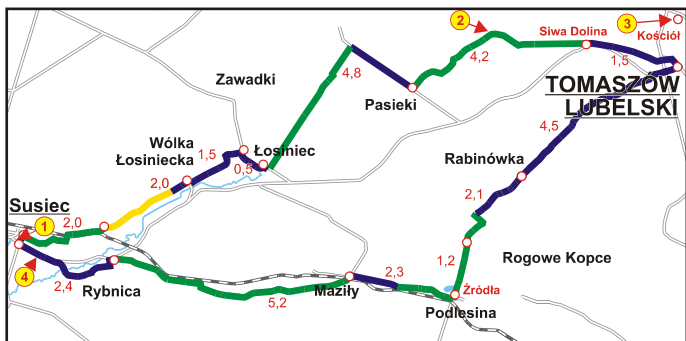 2
3
Siwa Dolina
Kościół
Zawadki
4,8
4,2
1,5
Pasieki
TOMASZÓW
LUBELSKI
Wólka
Łosiniecka
1,5
Łosiniec
0,5
4,5
Rabinówka
2,0
2,1
Susiec
1
2,0
1,2
Rogowe Kopce
4
2,4
Rybnica
5,2
Maziły
2,3
Źródła
Podlesina